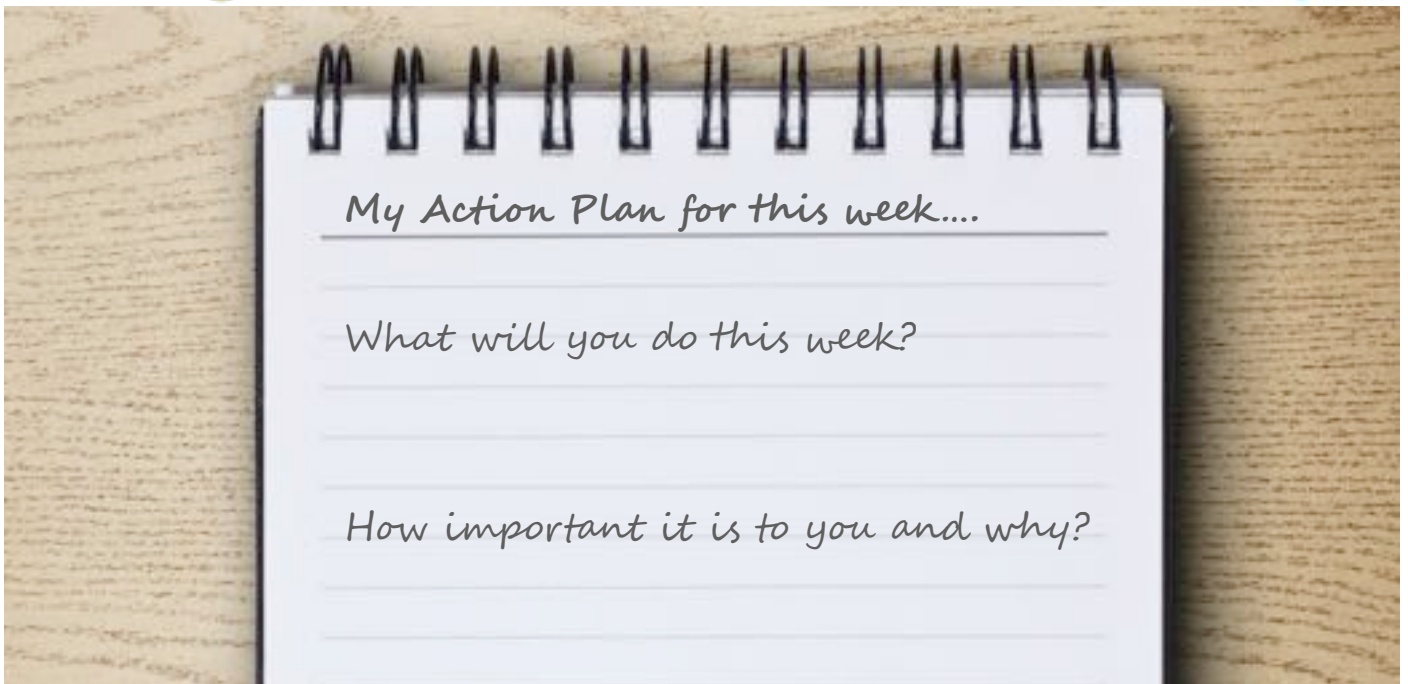 My Action Plan for this week....
What will you do this week?
How important it is to you and why?